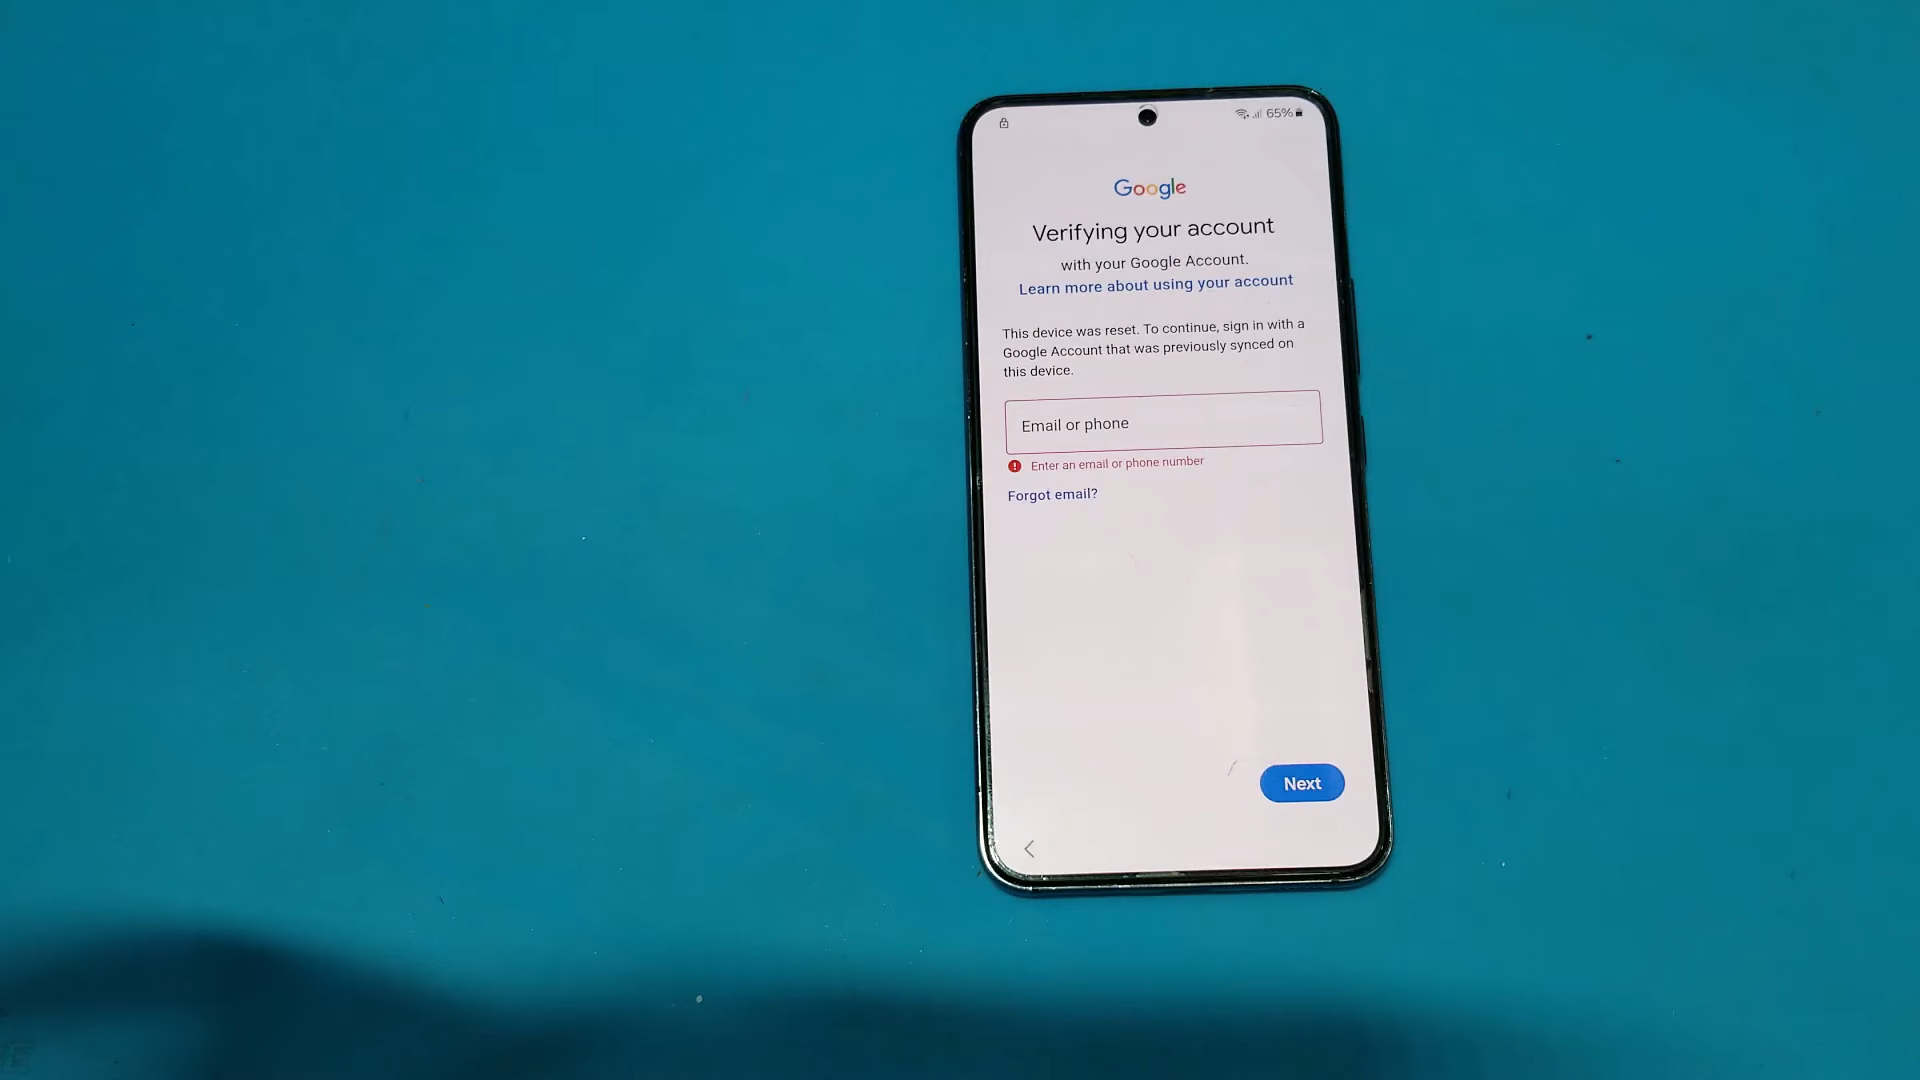 65%
Google
Verifying your account
with your Google Account.
Learn more about using your account
This device was reset. To continue, sign in with a
Google Account that was previously synced on
this device.
Email or phone
Enter an email or phone number
Forgot email?
Next